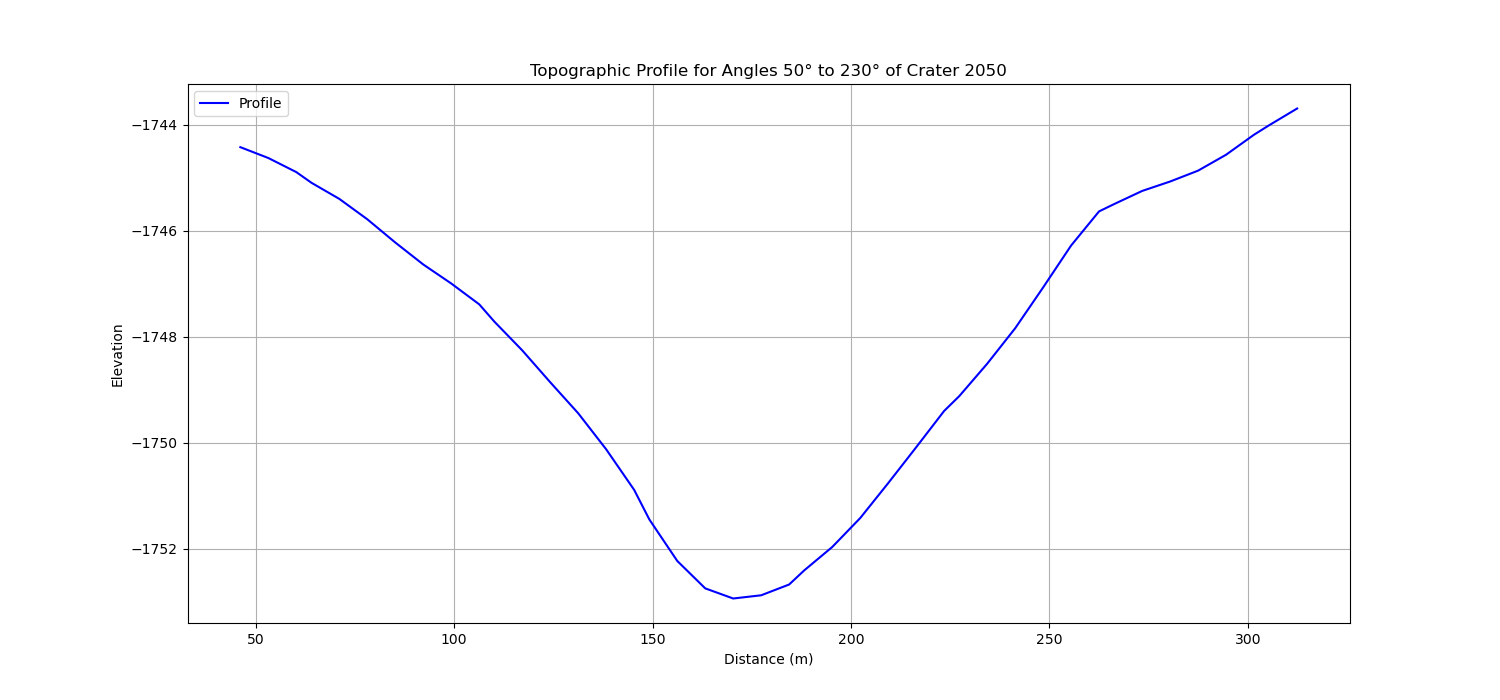 Topographic Profile for Angles 50° to 230° of Crater 2050
Profile
−1744
−1746
−1748
−1750
−1752
Elevation
50
100
150
200
250
300
Distance (m)